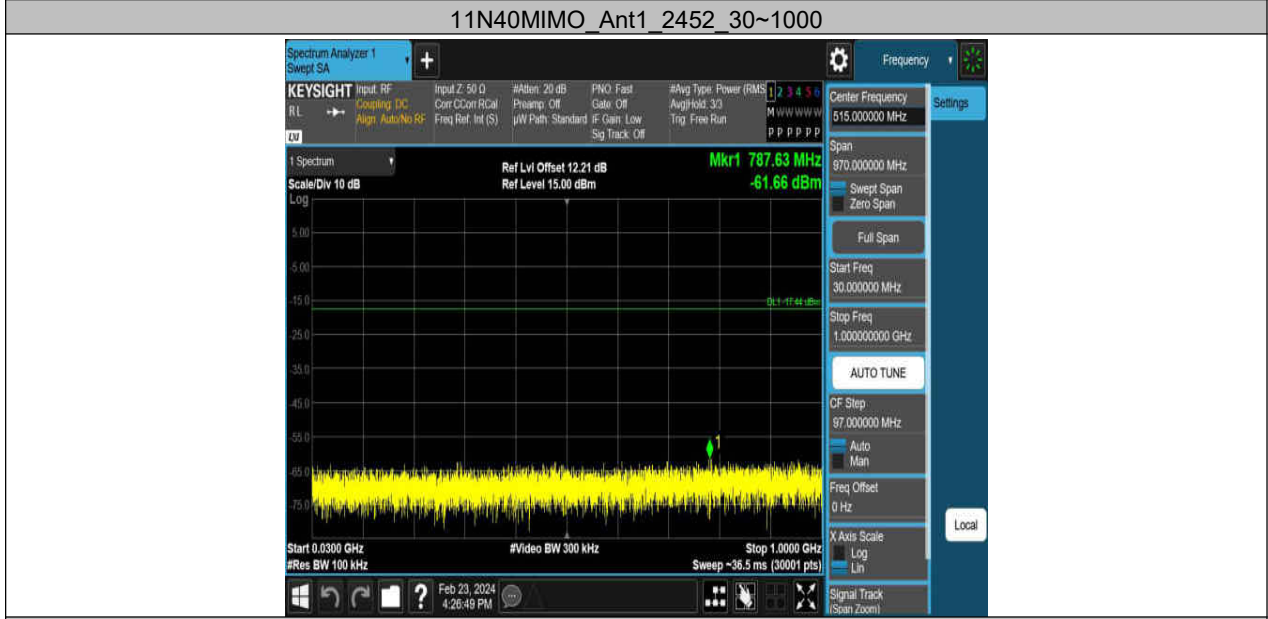 11N40MIMO_Ant1_2452_30~1000
Spectrum Analyzer 1
Swept SA
+
Frequency
KEYSIGHT
RL
LXI
Input: RF
Coupling: DC
Align: Auto/No RF
Input Z: 50 Ω
Corr CCorr RCal
Freq Ref: Int (S)
#Atten: 20 dB
Preamp: Off
µW Path: Standard
PNO: Fast
Gate: Off
IF Gain: Low
Sig Track: Off
#Avg Type: Power (RMS
Avg|Hold: 3/3
Trig: Free Run
1 2 3 4 5 6
M W W W W W
P P P P P P
Center Frequency
515.000000 MHz
Settings
1 Spectrum
Scale/Div 10 dB
Log
Ref Lvl Offset 12.21 dB
Ref Level 15.00 dBm
Mkr1 787.63 MHz
-61.66 dBm
Span
970.000000 MHz
Swept Span
Zero Span
Full Span
Start Freq
30.000000 MHz
Stop Freq
1.000000000 GHz
AUTO TUNE
CF Step
97.000000 MHz
Auto
Man
Freq Offset
0 Hz
X Axis Scale
Log
Lin
Signal Track
(Span Zoom)
Local
5.00
-5.00
-15.0
DL1 -17.44 dBm
-25.0
-35.0
-45.0
-55.0
1
-65.0
-75.0
Start 0.0300 GHz
#Res BW 100 kHz
#Video BW 300 kHz
Stop 1.0000 GHz
Sweep ~36.5 ms (30001 pts)
?
Feb 23, 2024
4:26:49 PM